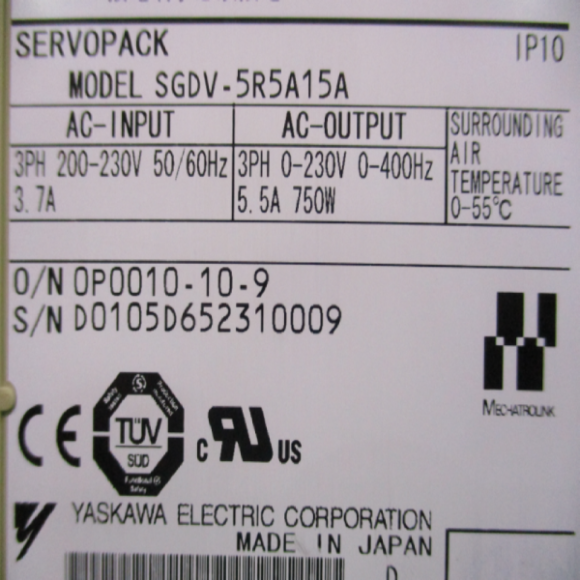 SERVOPACK IP10
MODEL SGDV-5R5A15A
AC-INPUT AC-OUTPUT
3PH 200-230V 50/60Hz
3.7A
3PH 0-230V 0-400Hz
5.5A 750W
SURROUNDING
AIR
TEMPERATURE
0-55℃
O/N OP0010-10-9
S/N D0105D652310009
MECHATROLINK
CE
TÜV
SÜD
C US
YASKAWA ELECTRIC CORPORATION
MADE IN JAPAN